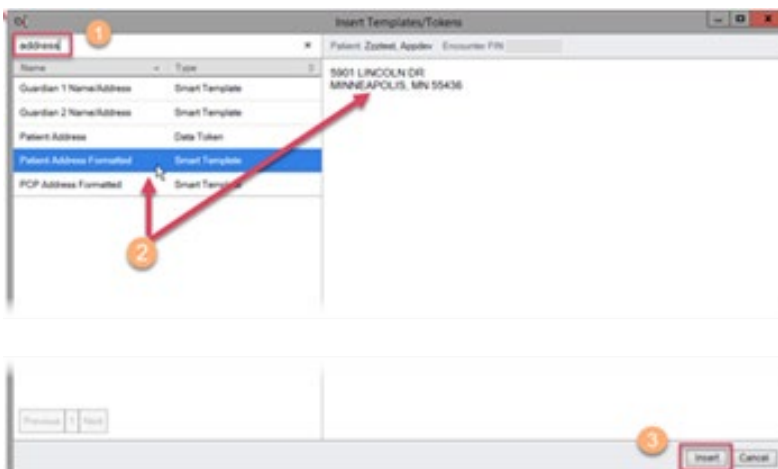 Insert Templates/Tokens
1
address
Patient: Zzztest, Appdev Encounter FIN
Name Type
Guardian 1 Name/Address Smart Template
Guardian 2 Name/Address Smart Template
Patient Address Data Token
Patient Address Formatted Smart Template
PCP Address Formatted Smart Template
5901 LINCOLN DR
MINNEAPOLIS, MN 55436
2
Previous 1 Next
3
Insert Cancel